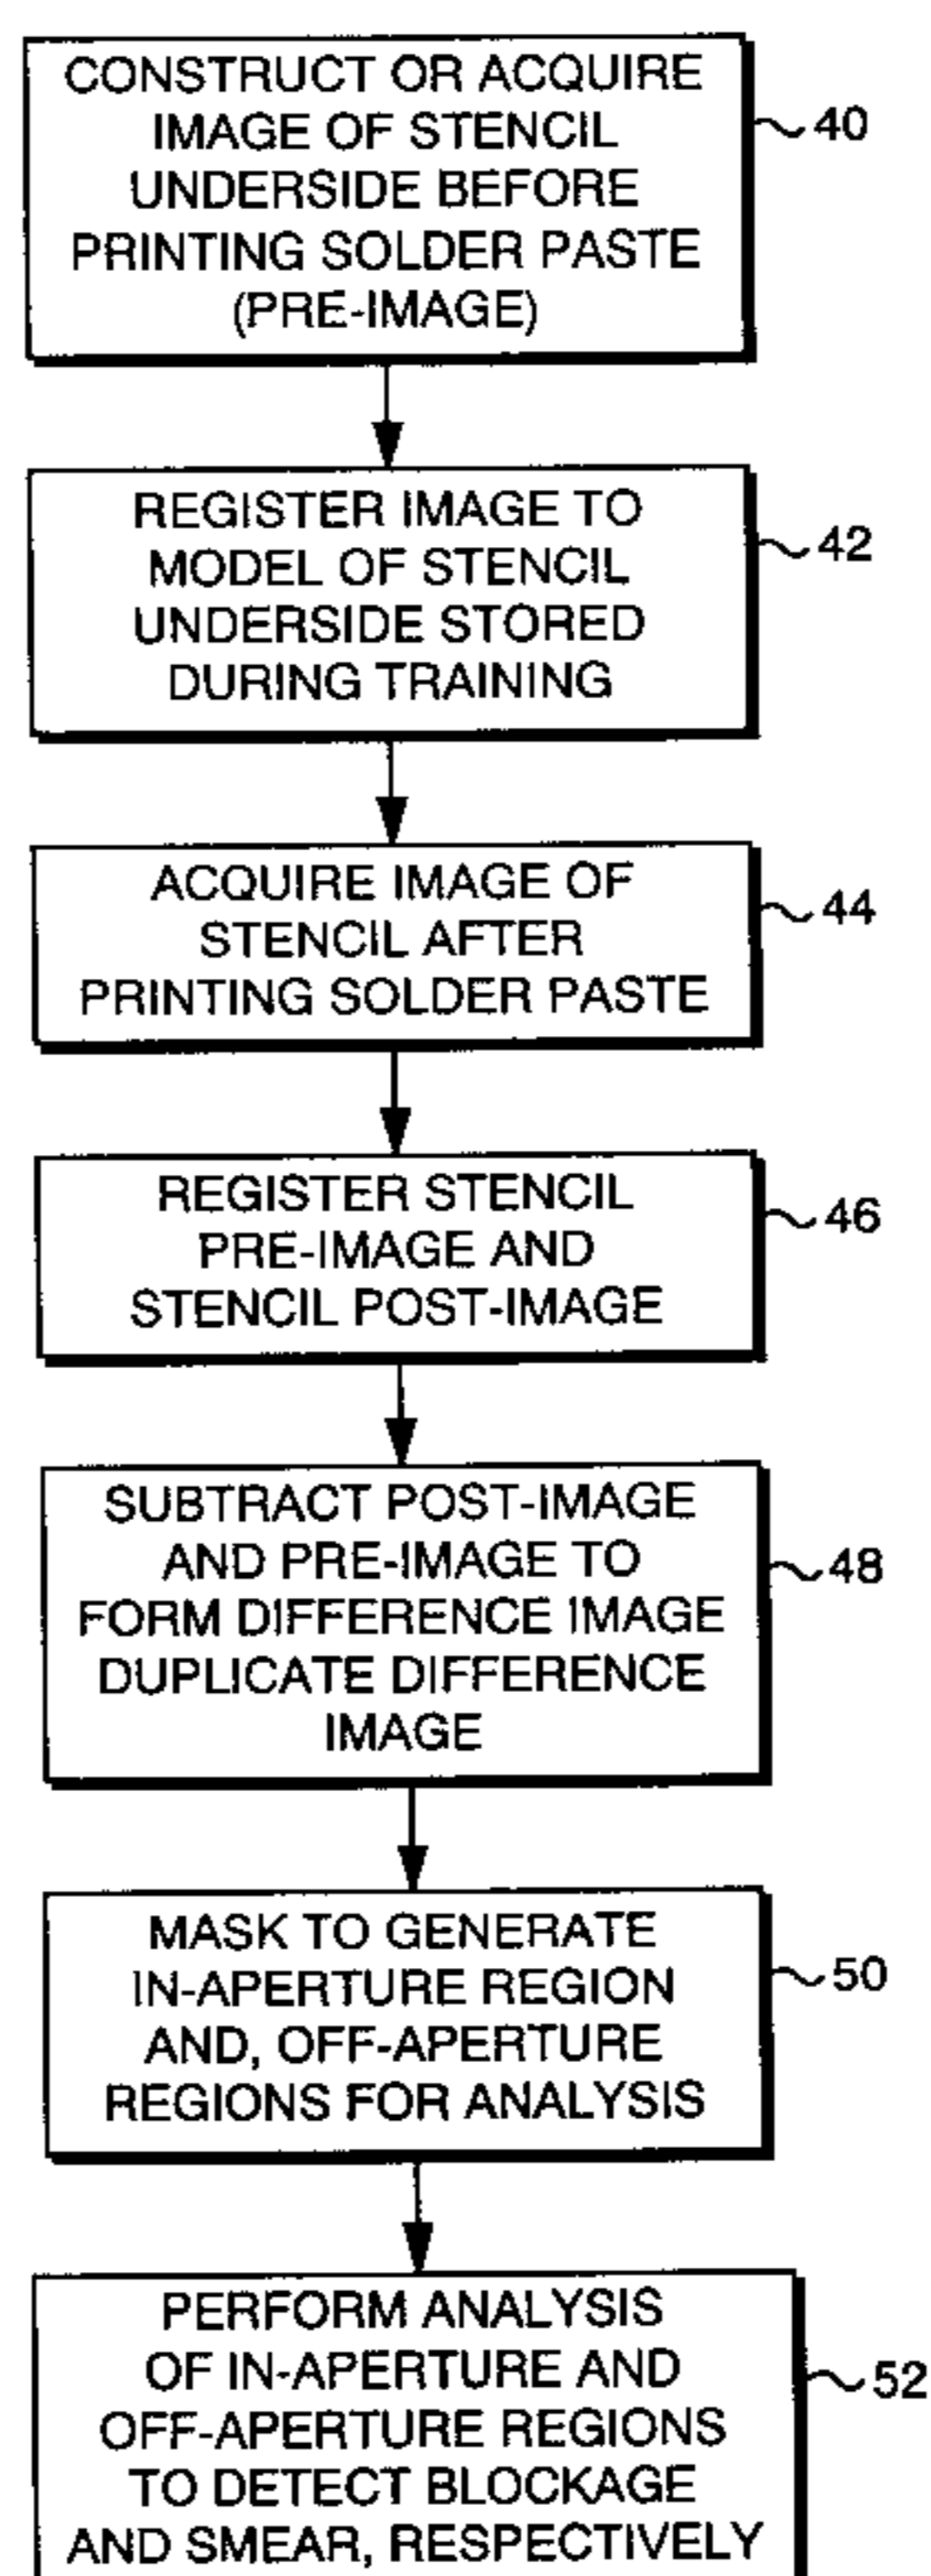 CONSTRUCT OR ACQUIRE
IMAGE OF STENCIL
UNDERSIDE BEFORE
PRINTING SOLDER PASTE
(PRE-IMAGE)
40
REGISTER IMAGE TO
MODEL OF STENCIL
UNDERSIDE STORED
DURING TRAINING
42
ACQUIRE IMAGE OF
STENCIL AFTER
PRINTING SOLDER PASTE
44
REGISTER STENCIL
PRE-IMAGE AND
STENCIL POST-IMAGE
46
SUBTRACT POST-IMAGE
AND PRE-IMAGE TO
FORM DIFFERENCE IMAGE
DUPLICATE DIFFERENCE
IMAGE
48
MASK TO GENERATE
IN-APERTURE REGION
AND, OFF-APERTURE
REGIONS FOR ANALYSIS
50
PERFORM ANALYSIS
OF IN-APERTURE AND
OFF-APERTURE REGIONS
TO DETECT BLOCKAGE
AND SMEAR, RESPECTIVELY
52